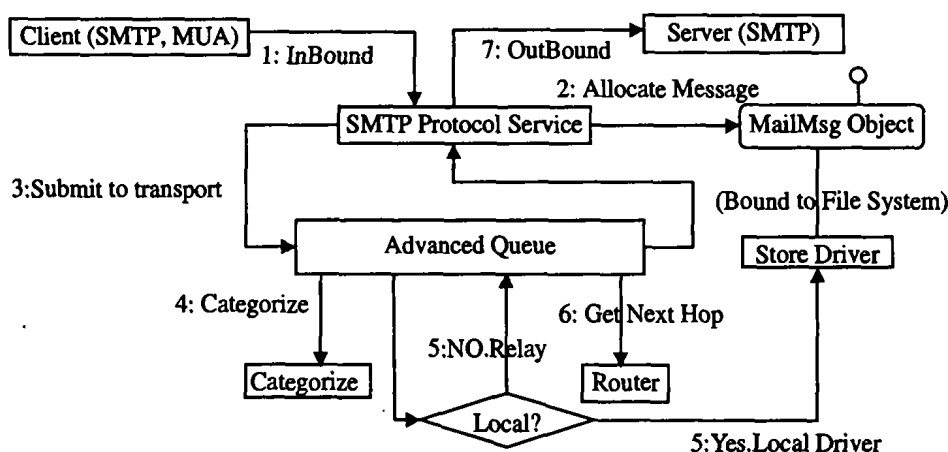 Client (SMTP, MUA)
1: InBound
7: OutBound
Server (SMTP)
2: Allocate Message
SMTP Protocol Service
MailMsg Object
3:Submit to transport
(Bound to File System)
Advanced Queue
Store Driver
4: Categorize
6: Get Next Hop
5:NO.Relay
Categorize
Router
Local?
5:Yes.Local Driver